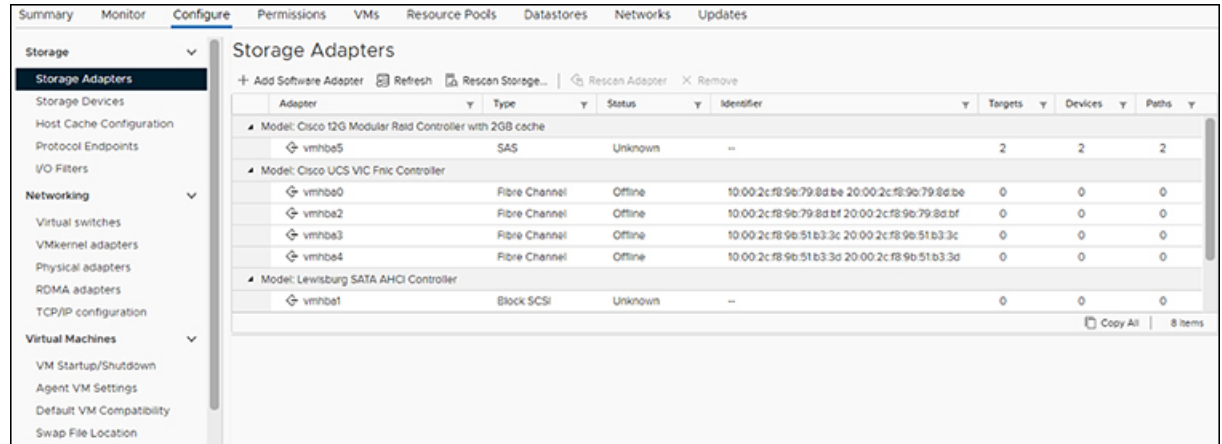 Summary Monitor Configure Permissions VMs Resource Pools Datastores Networks Updates
Storage
Storage Adapters
Storage Devices
Host Cache Configuration
Protocol Endpoints
I/O Filters
Networking
Virtual switches
VMkernel adapters
Physical adapters
RDMA adapters
TCP/IP configuration
Virtual Machines
VM Startup/Shutdown
Agent VM Settings
Default VM Compatibility
Swap File Location
Storage Adapters
+ Add Software Adapter Refresh Rescan Storage... Rescan Adapter × Remove
Adapter Type Status Identifier Targets Devices Paths
Model: Cisco 12G Modular Raid Controller with 2GB cache
vmhba5 SAS Unknown -- 2 2 2
Model: Cisco UCS VIC Fnic Controller
vmhba0 Fibre Channel Offline 10:00:2c:f8:9b:79:8d:be 20:00:2c:f8:9b:79:8d:be 0 0 0
vmhba2 Fibre Channel Offline 10:00:2c:f8:9b:79:8d:bf 20:00:2c:f8:9b:79:8d:bf 0 0 0
vmhba3 Fibre Channel Offline 10:00:2c:f8:9b:51:b3:3c 20:00:2c:f8:9b:51:b3:3c 0 0 0
vmhba4 Fibre Channel Offline 10:00:2c:f8:9b:51:b3:3d 20:00:2c:f8:9b:51:b3:3d 0 0 0
Model: Lewisburg SATA AHCI Controller
vmhba1 Block SCSI Unknown -- 0 0 0
Copy All 8 items